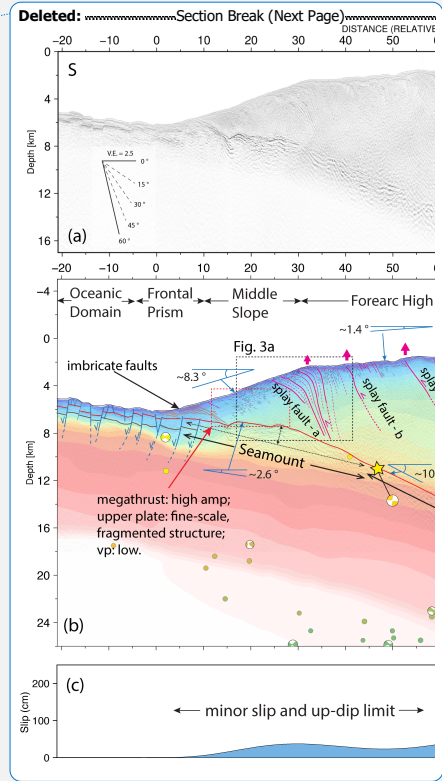 Deleted: Section Break (Next Page)
DISTANCE (RELATIVE
-20 -10 0 10 20 30 40 50
0
S
4
V.E. = 2.5
0°
15°
30°
45°
60°
8
12
16
Depth [km]
(a)
-20 -10 0 10 20 30 40 50
-4
Oceanic Domain
Frontal Prism
Middle Slope
Forearc High
~1.4°
0
Fig. 3a
imbricate faults
~8.3°
4
splay fault - a
splay fault - b
splay
8
Seamount
~2.6°
~10
12
Depth [km]
megathrust: high amp;
upper plate: fine-scale,
fragmented structure;
vp: low.
16
20
24
(b)
(c)
200
100
0
Slip (cm)
minor slip and up-dip limit